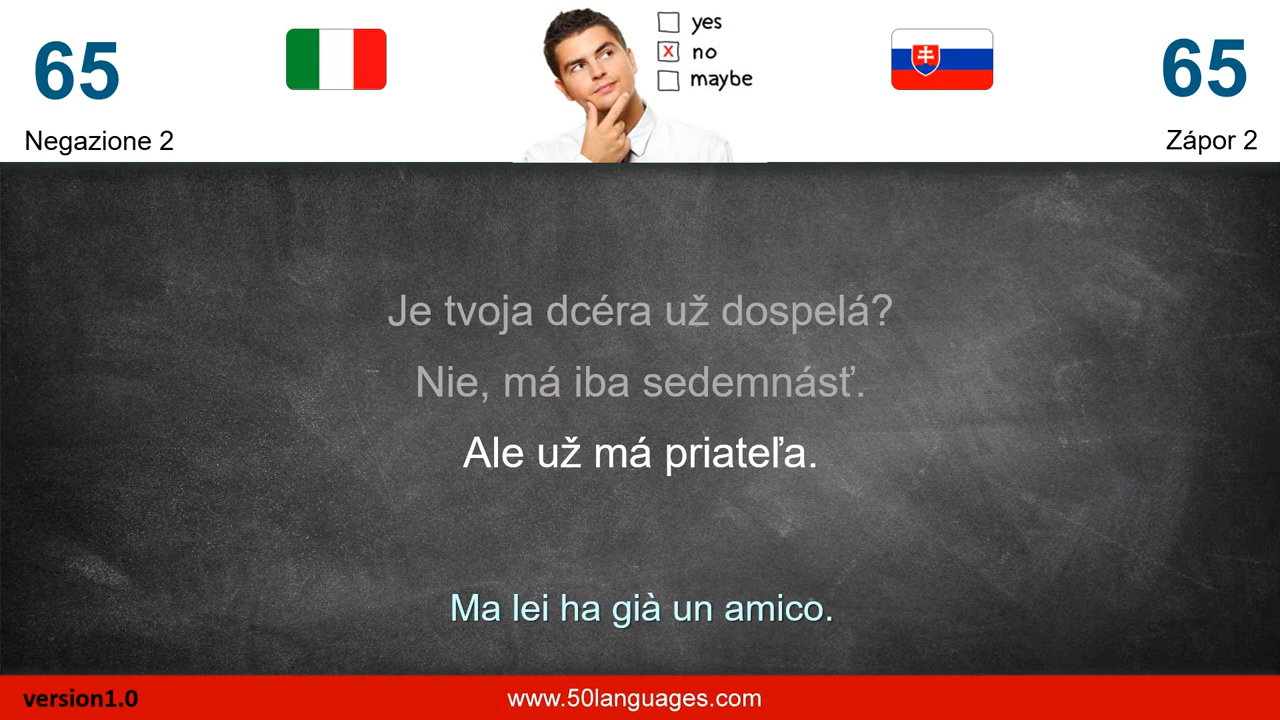 65
65
yes
no
maybe
Negazione 2
Zápor 2
Je tvoja dcéra už dospelá?
Nie, má iba sedemnásť.
Ale už má priateľa.
Ma lei ha già un amico.
version1.0
www.50languages.com